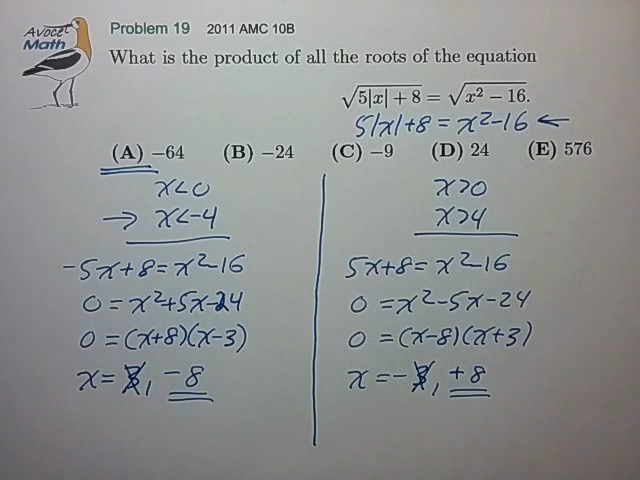 Avocet
Math
Problem 19 2011 AMC 10B
What is the product of all the roots of the equation
√(5|x| + 8) = √(x² − 16).
5|x|+8 = x²-16 ←
(A) −64 (B) −24 (C) −9 (D) 24 (E) 576
x<0
→ x<-4
-5x+8 = x²-16
0 = x²+5x-24
0 = (x+8)(x-3)
x = 3, -8
x>0
x>4
5x+8 = x²-16
0 = x²-5x-24
0 = (x-8)(x+3)
x = -3, +8